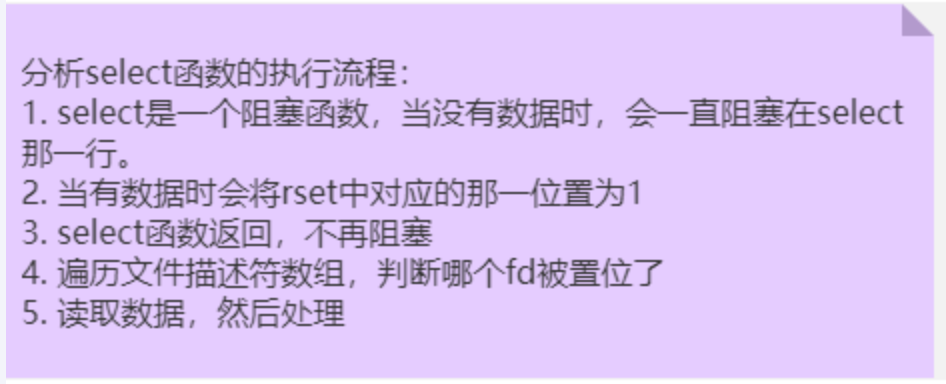 分析select函数的执行流程：
1. select是一个阻塞函数，当没有数据时，会一直阻塞在select
那一行。
2. 当有数据时会将rset中对应的那一位置为1
3. select函数返回，不再阻塞
4. 遍历文件描述符数组，判断哪个fd被置位了
5. 读取数据，然后处理